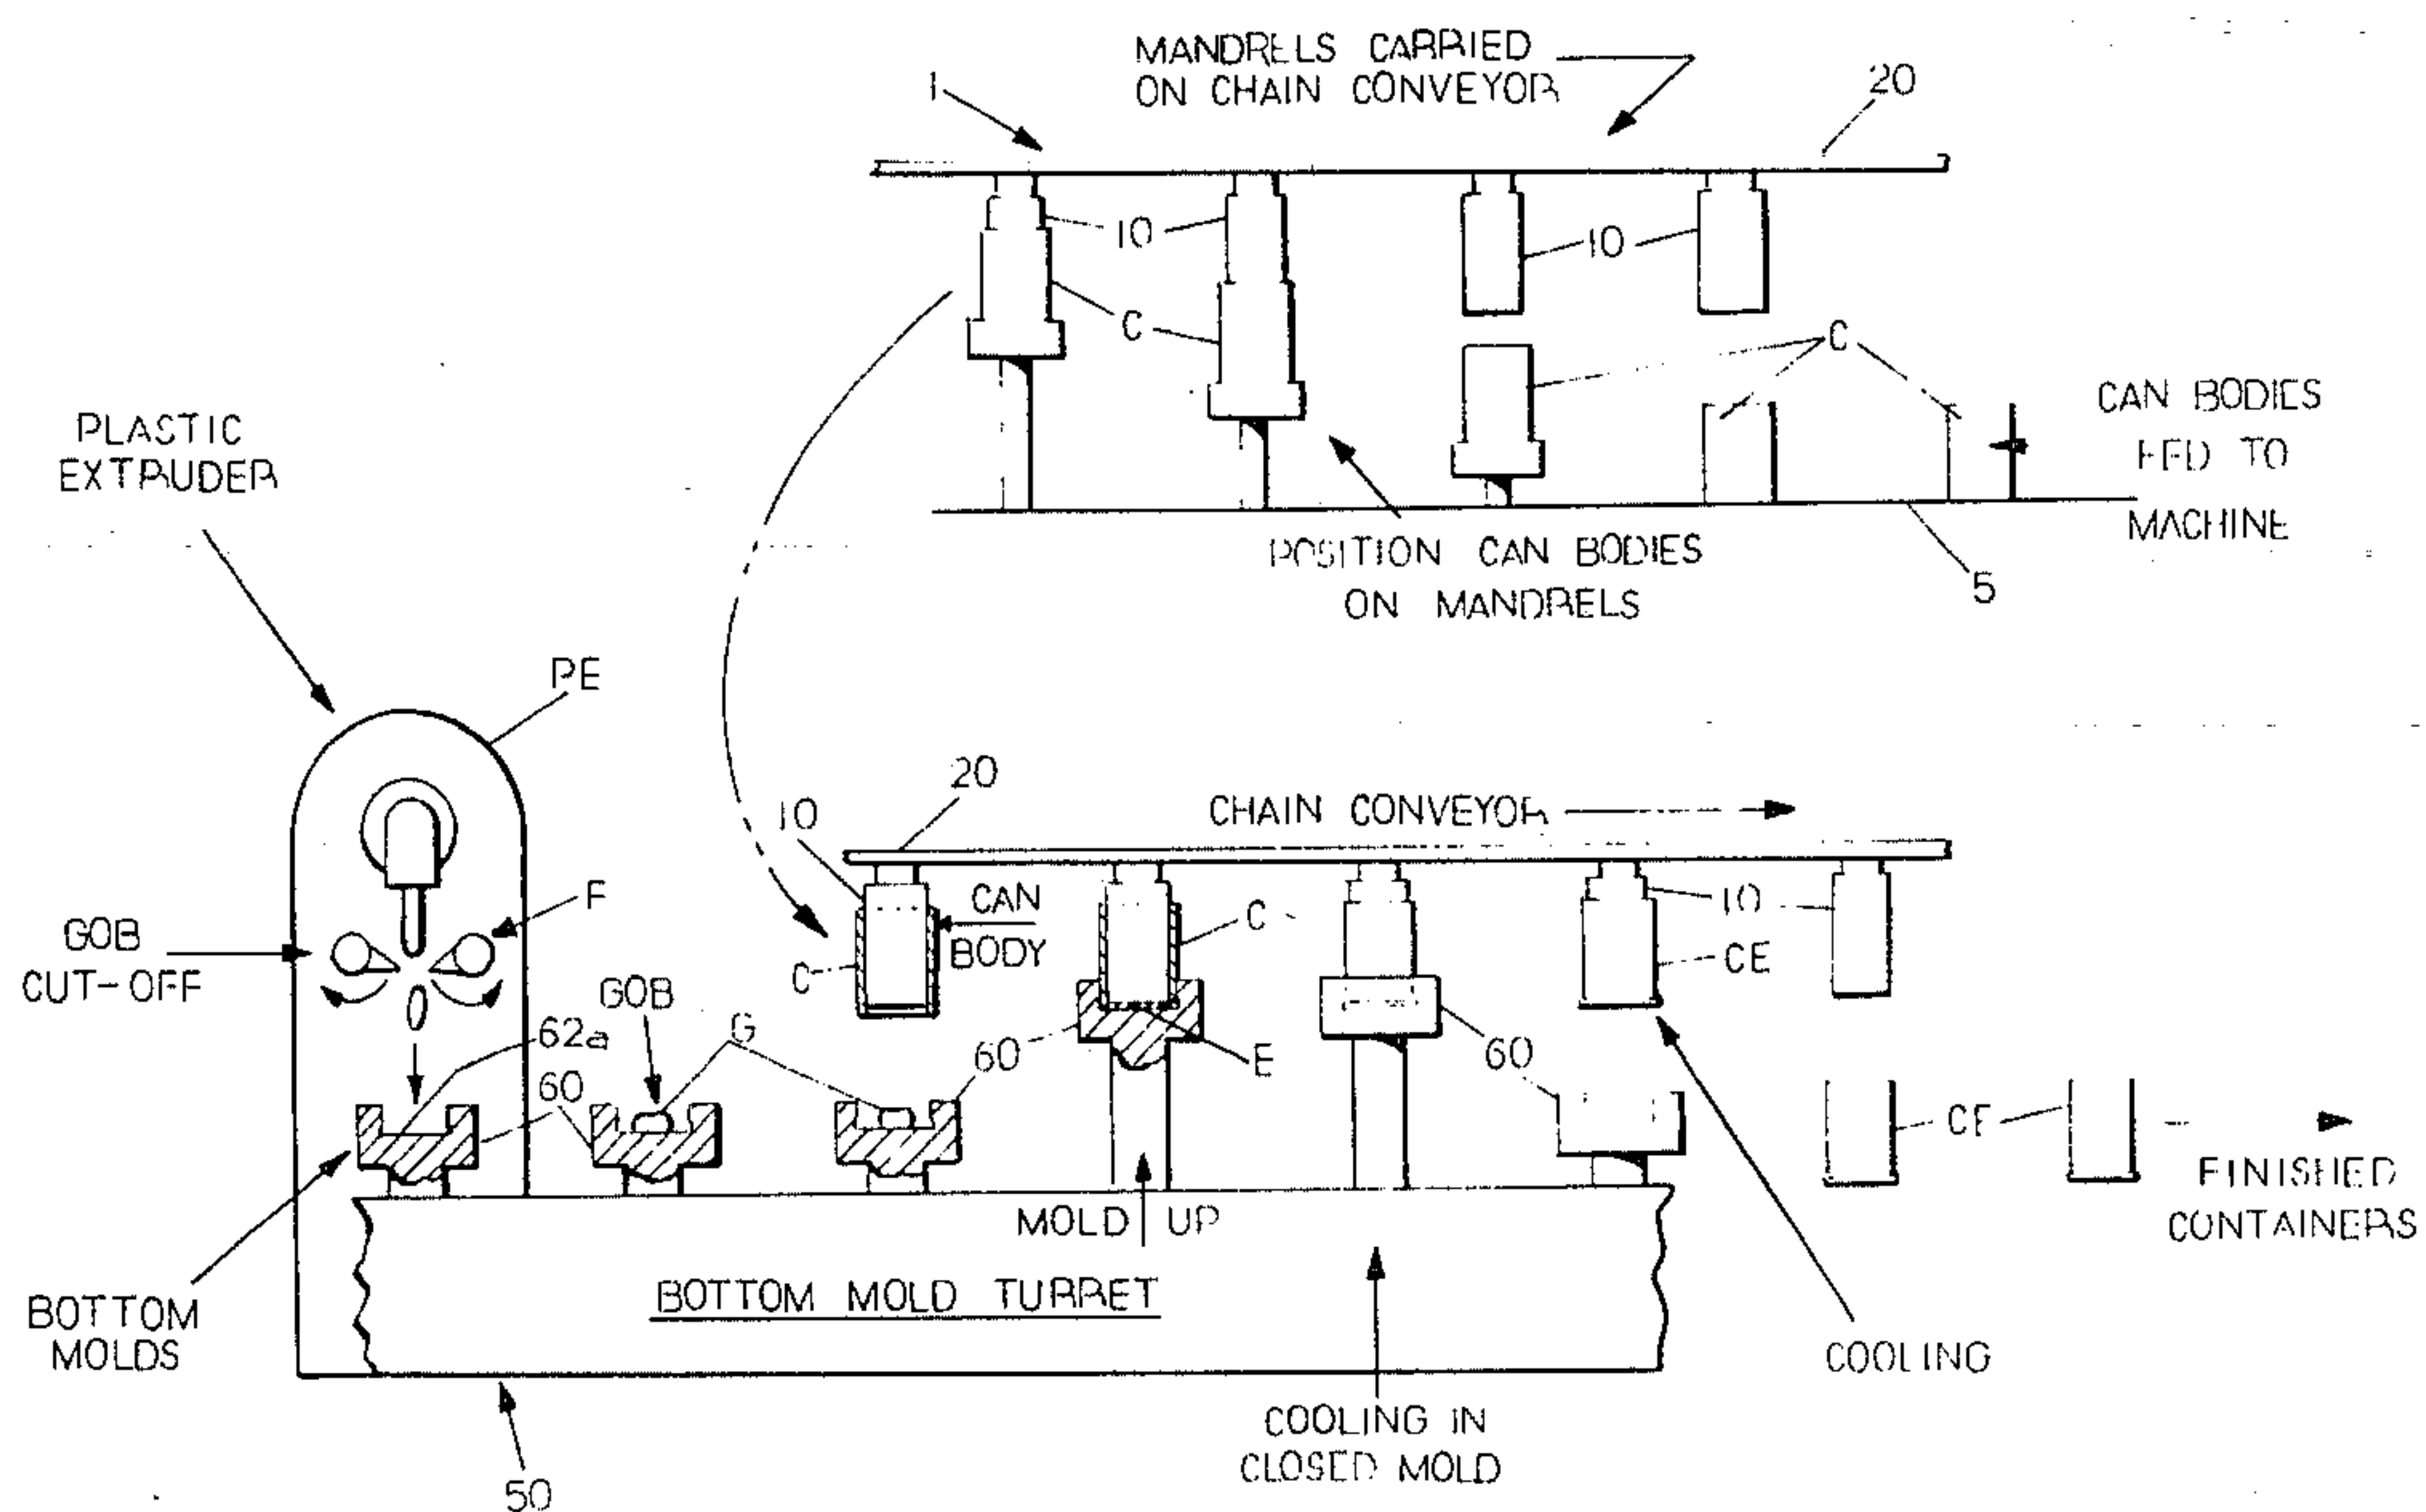 MANDRELS CARRIED
ON CHAIN CONVEYOR
1
20
10
10
C
C
CAN BODIES
FED TO
MACHINE
POSITION CAN BODIES
ON MANDRELS
5
PLASTIC
EXTRUDER
PE
20
10
CHAIN CONVEYOR
F
GOB
CUT-OFF
CAN
BODY
C
C
10
CE
GOB
G
62a
60
60
E
60
60
CE
FINISHED
CONTAINERS
MOLD UP
BOTTOM
MOLDS
BOTTOM MOLD TURRET
COOLING
COOLING IN
CLOSED MOLD
50